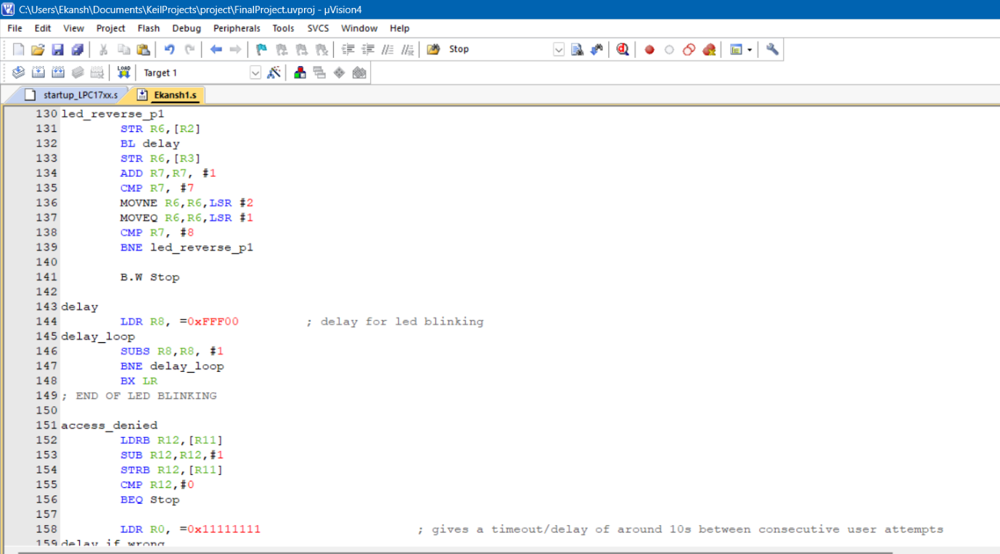 C:\Users\Ekansh\Documents\KeilProjects\project\FinalProject.uvproj - µVision4
File Edit View Project Flash Debug Peripherals Tools SVCS Window Help
Stop
LOAD Target 1
startup_LPC17xx.s Ekansh1.s
130 led_reverse_p1
131 STR R6,[R2]
132 BL delay
133 STR R6,[R3]
134 ADD R7,R7, #1
135 CMP R7, #7
136 MOVNE R6,R6,LSR #2
137 MOVEQ R6,R6,LSR #1
138 CMP R7, #8
139 BNE led_reverse_p1
140
141 B.W Stop
142
143 delay
144 LDR R8, =0xFFF00 ; delay for led blinking
145 delay_loop
146 SUBS R8,R8, #1
147 BNE delay_loop
148 BX LR
149 ; END OF LED BLINKING
150
151 access_denied
152 LDRB R12,[R11]
153 SUB R12,R12,#1
154 STRB R12,[R11]
155 CMP R12,#0
156 BEQ Stop
157
158 LDR R0, =0x11111111 ; gives a timeout/delay of around 10s between consecutive user attempts
159 delay_if_wrong